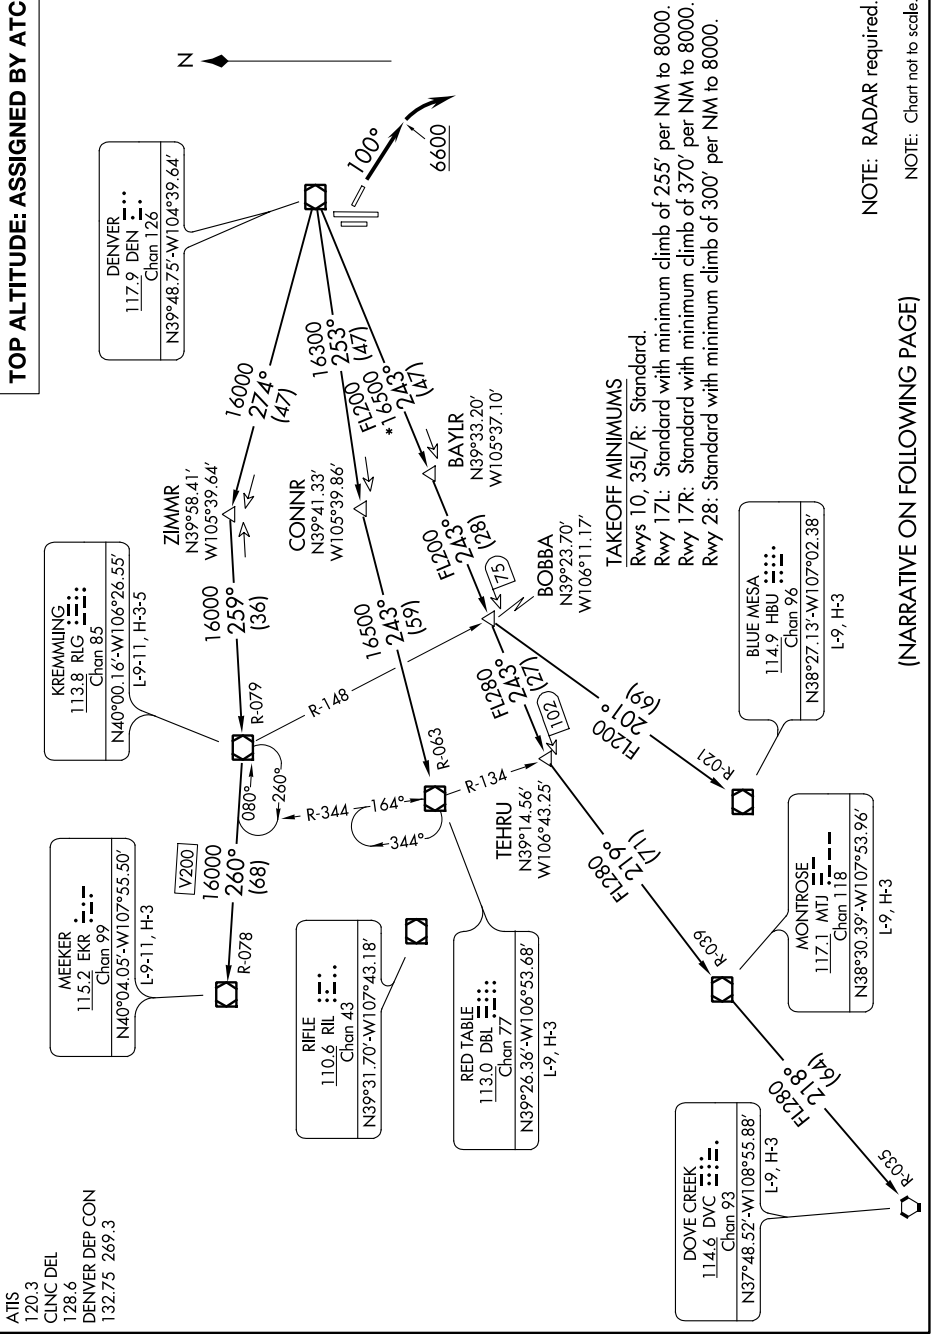 TOP ALTITUDE: ASSIGNED BY ATC
ATIS
120.3
CLNC DEL
128.6
DENVER DEP CON
132.75 269.3
N
DENVER
117.9 DEN
Chan 126
N39°48.75'-W104°39.64'
100°
6600
16000
274°
(47)
16300
253°
(47)
FL200
*16500
243°
(47)
ZIMMR
N39°58.41'
W105°39.64'
CONNR
N39°41.33'
W105°39.86'
BAYLR
N39°33.20'
W105°37.10'
16000
259°
(36)
16500
243°
(59)
FL200
243°
(28)
75
BOBBA
N39°23.70'
W106°11.17'
KREMMLING
113.8 RLG
Chan 85
N40°00.16'-W106°26.55'
L-9-11, H-3-5
R-079
R-148
080°
260°
R-344
164°
344°
R-063
R-134
FL280
243°
(27)
102
TEHRU
N39°14.56'
W106°43.25'
FL200
201°
(69)
R-021
BLUE MESA
114.9 HBU
Chan 96
N38°27.13'-W107°02.38'
L-9, H-3
V200
16000
260°
(68)
R-078
MEEKER
115.2 EKR
Chan 99
N40°04.05'-W107°55.50'
L-9-11, H-3
RIFLE
110.6 RIL
Chan 43
N39°31.70'-W107°43.18'
RED TABLE
113.0 DBL
Chan 77
N39°26.36'-W106°53.68'
L-9, H-3
FL280
219°
(71)
R-039
MONTROSE
117.1 MTJ
Chan 118
N38°30.39'-W107°53.96'
L-9, H-3
FL280
218°
(64)
R-035
DOVE CREEK
114.6 DVC
Chan 93
N37°48.52'-W108°55.88'
L-9, H-3
TAKEOFF MINIMUMS
Rwys 10, 35L/R: Standard.
Rwy 17L: Standard with minimum climb of 255' per NM to 8000.
Rwy 17R: Standard with minimum climb of 370' per NM to 8000.
Rwy 28: Standard with minimum climb of 300' per NM to 8000.
NOTE: RADAR required.
NOTE: Chart not to scale.
(NARRATIVE ON FOLLOWING PAGE)